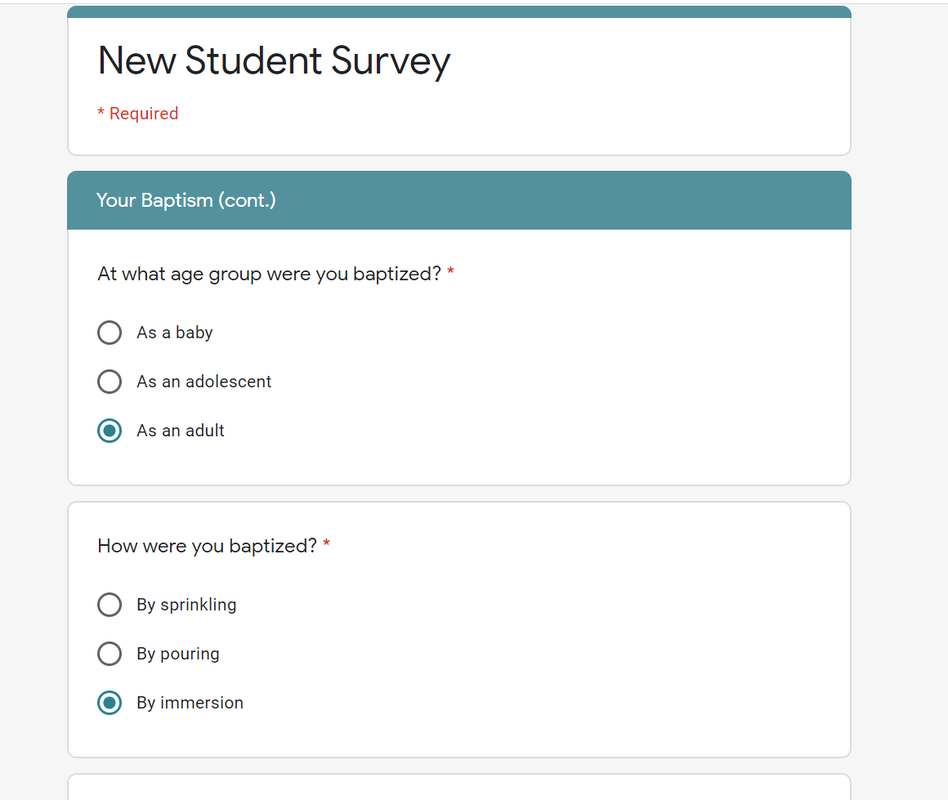 New Student Survey
* Required
Your Baptism (cont.)
At what age group were you baptized? *
As a baby
As an adolescent
As an adult
How were you baptized? *
By sprinkling
By pouring
By immersion